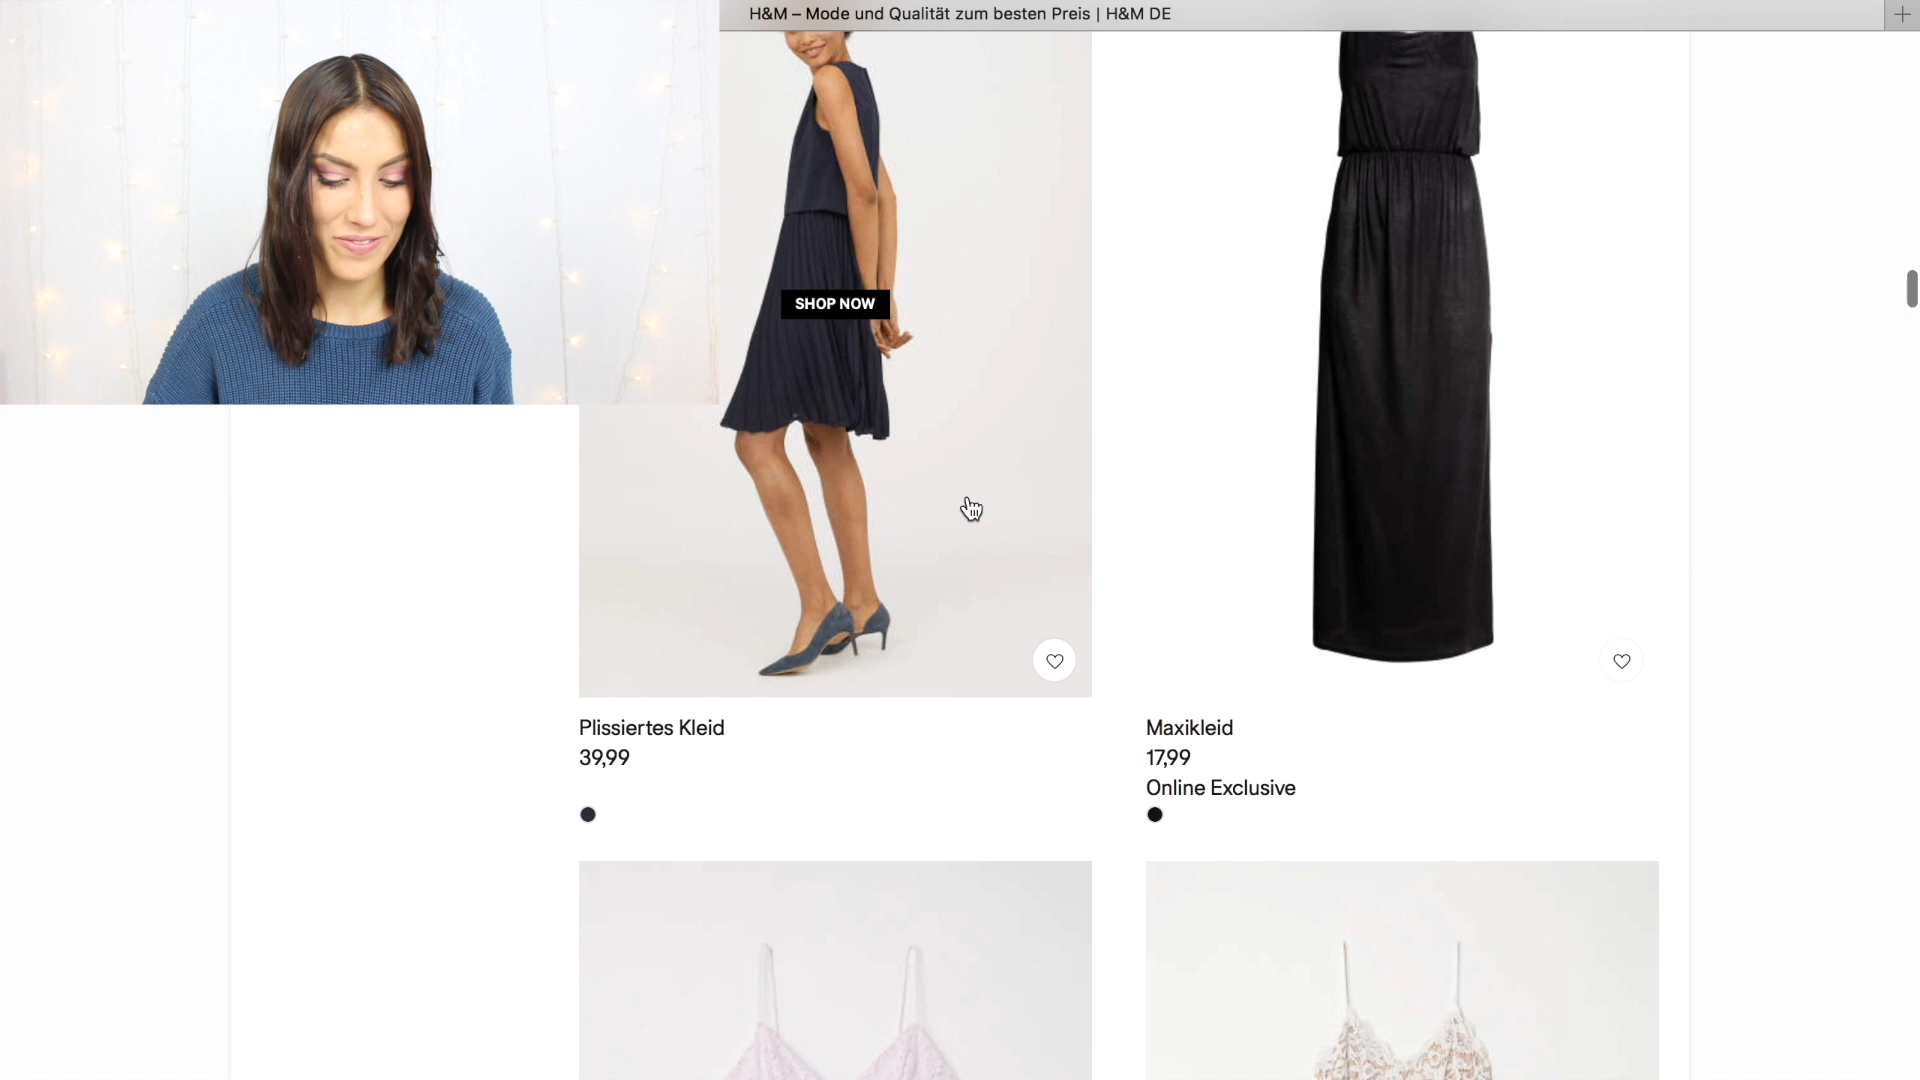 H&M – Mode und Qualität zum besten Preis | H&M DE
SHOP NOW
Plissiertes Kleid
39,99
Maxikleid
17,99
Online Exclusive